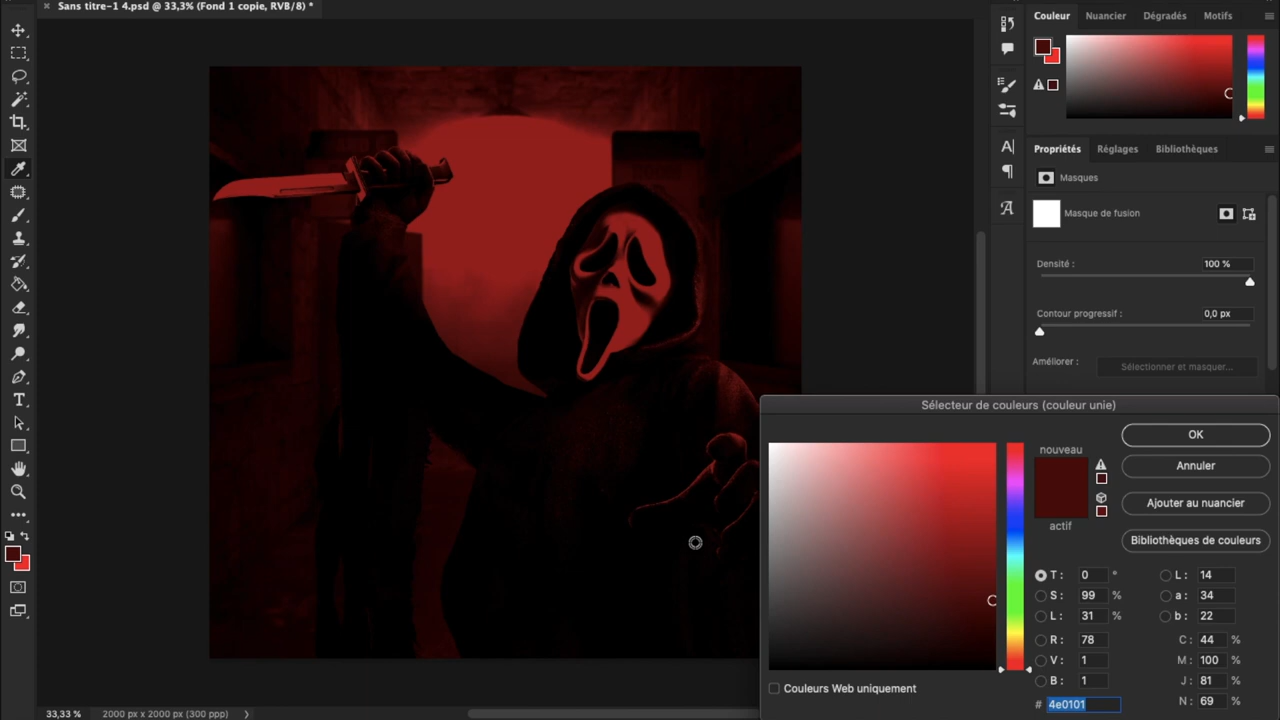 Sans titre-1 4.psd @ 33,3% (Fond 1 copie, RVB/8) *
Couleur
Nuancier
Dégradés
Motifs
Propriétés
Réglages
Bibliothèques
Masques
Masque de fusion
Densité :
100 %
Contour progressif :
0,0 px
Améliorer :
Sélectionner et masquer...
Sélecteur de couleurs (couleur unie)
nouveau
actif
OK
Annuler
Ajouter au nuancier
Bibliothèques de couleurs
T : 0 °
S : 99 %
L : 31 %
R : 78
V : 1
B : 1
# 4e0101
L : 14
a : 34
b : 22
C : 44 %
M : 100 %
J : 81 %
N : 69 %
Couleurs Web uniquement
33,33 %
2000 px x 2000 px (300 ppp)